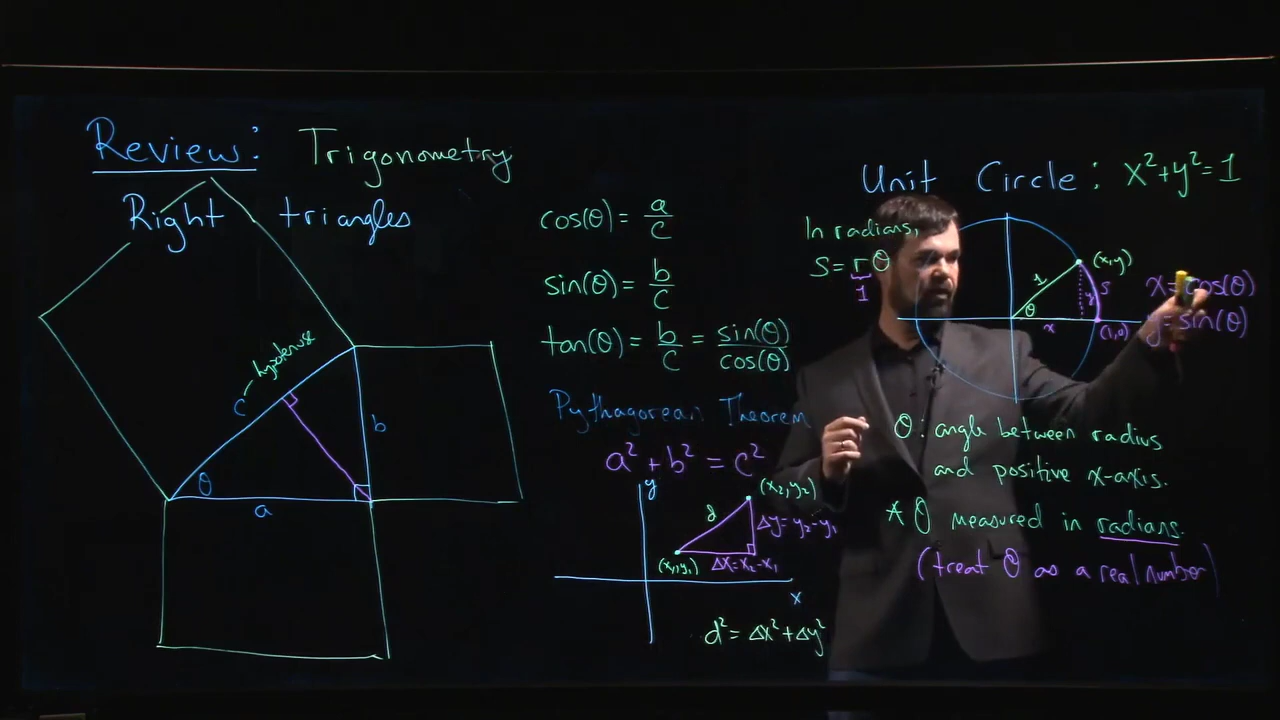 Review: Trigonometry
Right triangles
c
hypotenuse
b
θ
a
cos(θ) = a/c
sin(θ) = b/c
tan(θ) = b/c = sin(θ)/cos(θ)
Pythagorean Theorem
a² + b² = c²
y
(x₂,y₂)
d
Δy = y₂-y₁
(x₁,y₁)
Δx = x₂-x₁
x
d² = Δx² + Δy²
Unit Circle: x²+y²=1
In radians,
S = rθ
1
(x,y)
1
s
y
θ
x
(1,0)
x = cos(θ)
y = sin(θ)
θ: angle between radius
and positive x-axis.
* θ measured in radians.
(treat θ as a real number)